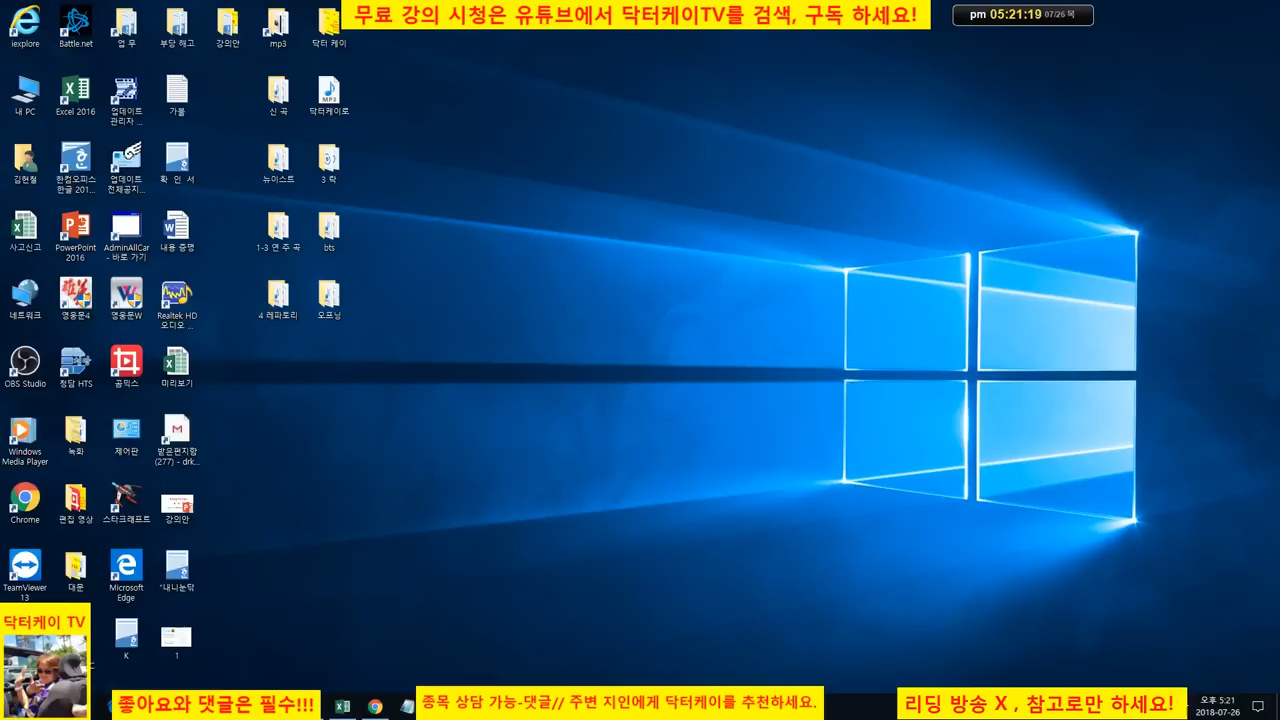 무료 강의 시청은 유튜브에서 닥터케이TV를 검색, 구독 하세요!
pm 05:21:19 07/26 목
iexplore
Battle.net
업 무
부당 해고
강의안
mp3
닥터 케이
내 PC
Excel 2016
업데이트
관리자 ...
가불
신 곡
닥터케이로
김현철
한컴오피스
한글 201...
업데이트
전체공지...
확 인 서
뉴이스트
3 락
사고신고
PowerPoint
2016
AdminAllCar
- 바로 가기
내용 증명
1-3 연 주 곡
bts
네트워크
영웅문4
영웅문W
Realtek HD
오디오 ...
4 레파토리
오프닝
OBS Studio
청담 HTS
곰믹스
미리보기
Windows
Media Player
녹화
제어판
받은편지함
(277) - drk...
Chrome
편집 영상
스타크래프트
강의안
TeamViewer
13
대문
Microsoft
Edge
"내니눈닦
K
1
닥터케이 TV
좋아요와 댓글은 필수!!!
종목 상담 가능-댓글// 주변 지인에게 닥터케이를 추천하세요.
리딩 방송 X , 참고로만 하세요!
오후 5:21
2018-07-26